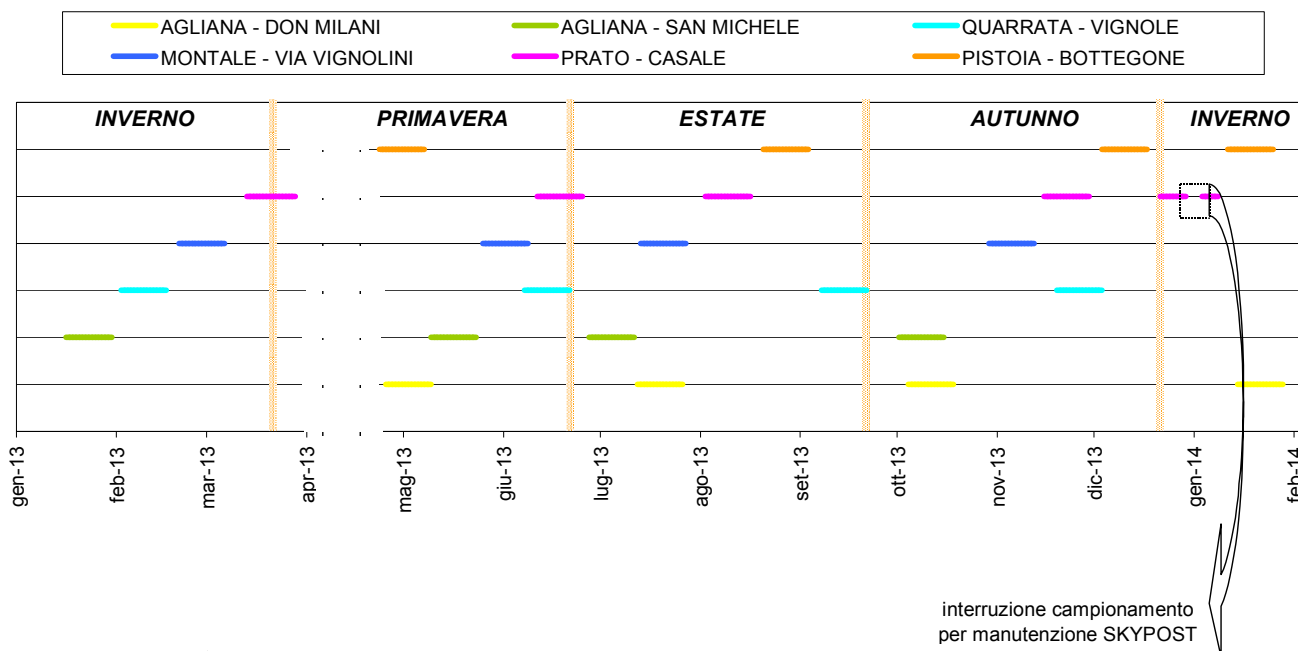 AGLIANA - DON MILANI AGLIANA - SAN MICHELE QUARRATA - VIGNOLE
MONTALE - VIA VIGNOLINI PRATO - CASALE PISTOIA - BOTTEGONE
INVERNO PRIMAVERA ESTATE AUTUNNO INVERNO
gen-13 feb-13 mar-13 apr-13 mag-13 giu-13 lug-13 ago-13 set-13 ott-13 nov-13 dic-13 gen-14 feb-14
interruzione campionamento
per manutenzione SKYPOST